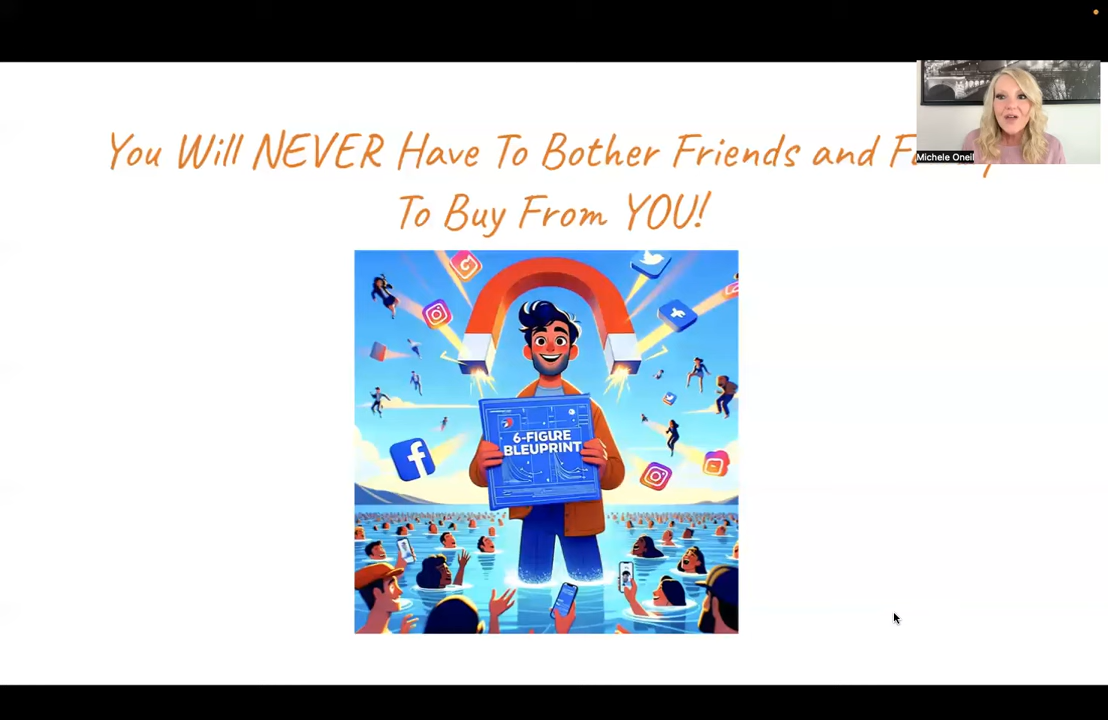 You Will NEVER Have To Bother Friends and
To Buy From YOU!
Michele Oneil
6-FIGURE
BLEUPRINT